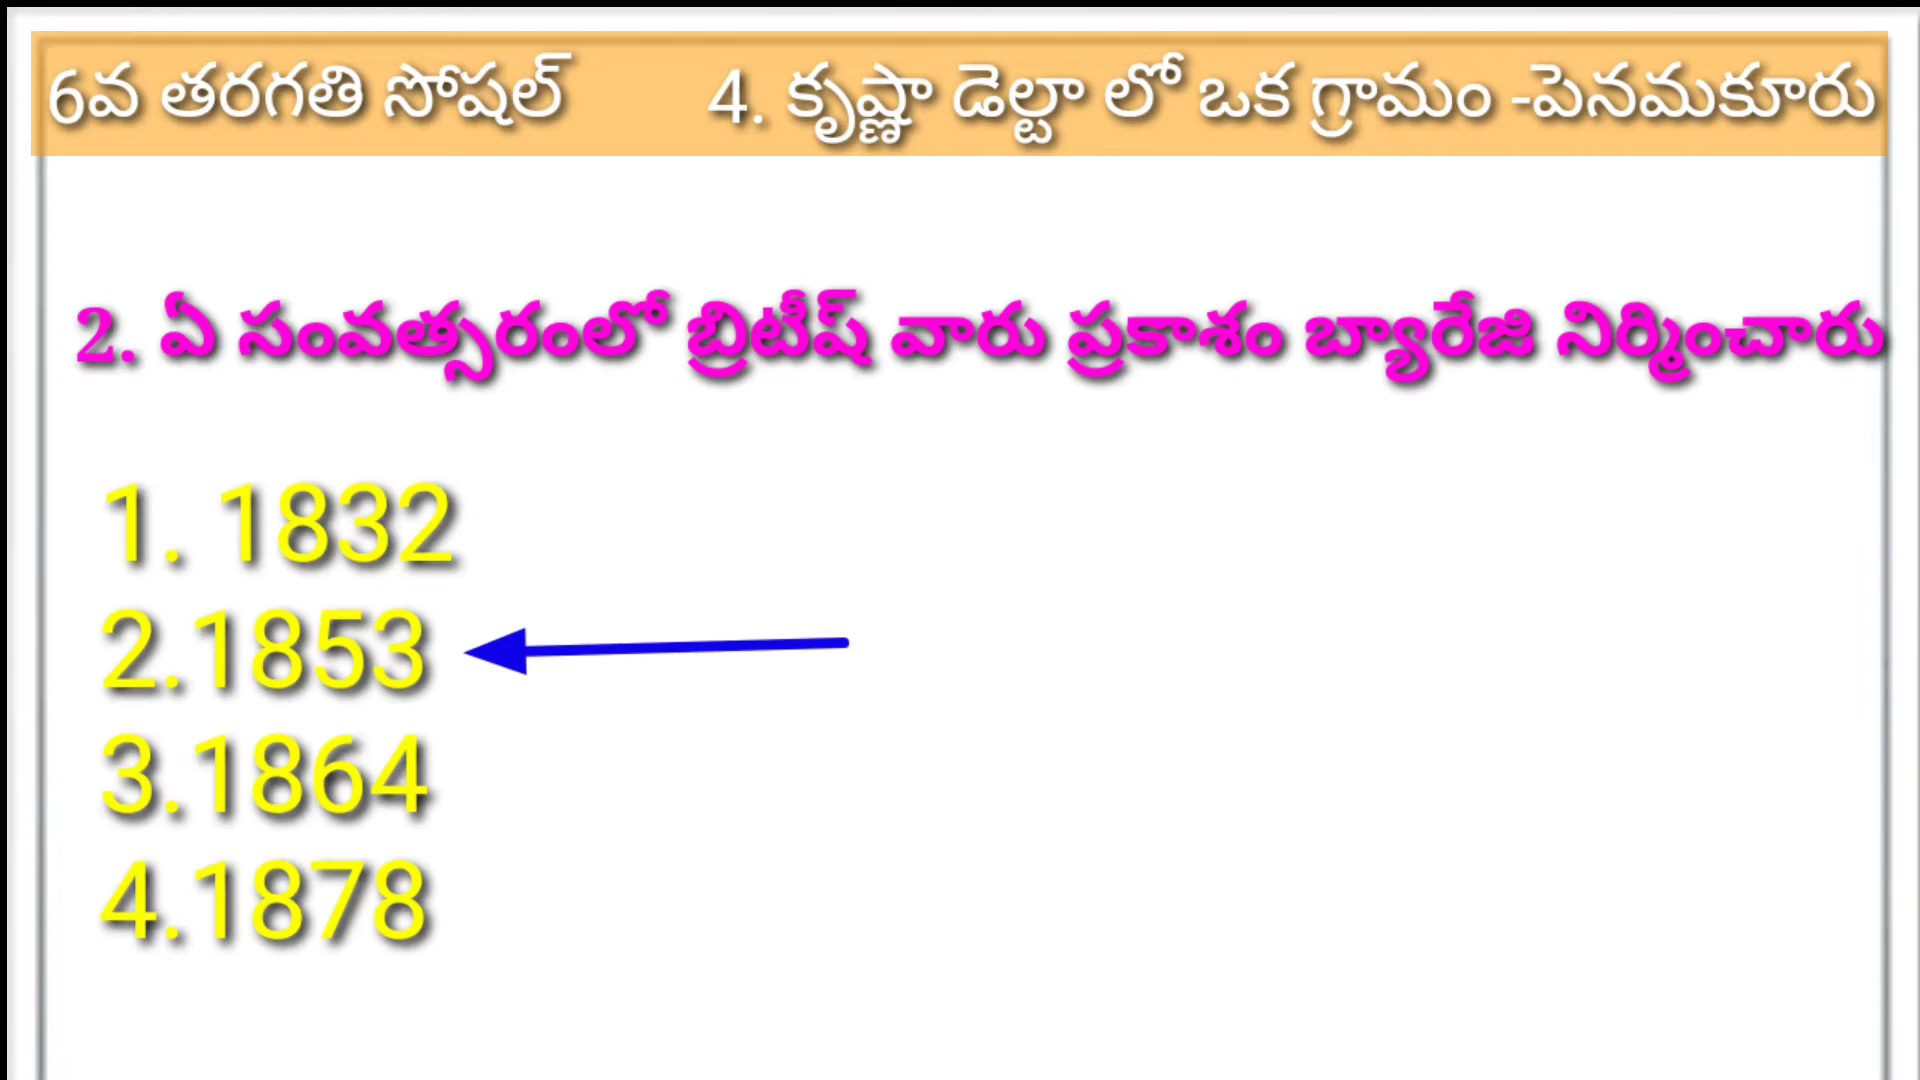 6వ తరగతి సోషల్ 4. కృష్ణా డెల్టా లో ఒక గ్రామం -పెనమకూరు
2. ఏ సంవత్సరంలో బ్రిటీష్ వారు ప్రకాశం బ్యారేజి నిర్మించారు
1. 1832
2.1853
3.1864
4.1878